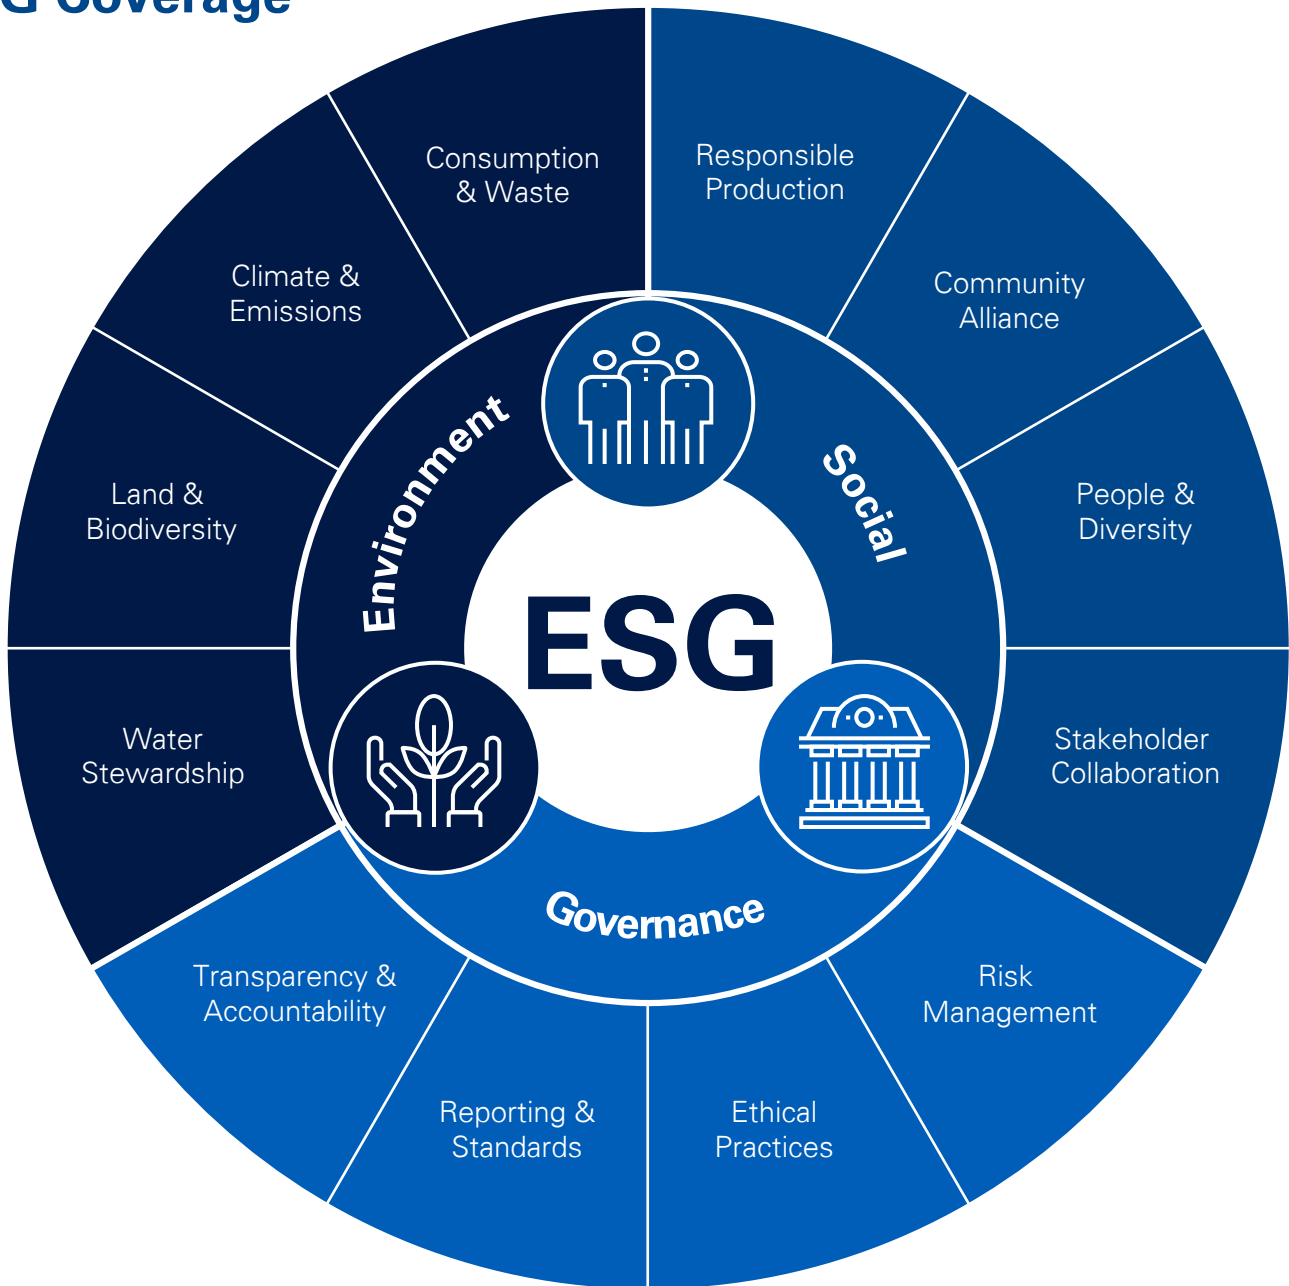 G Coverage
Consumption
& Waste
Responsible
Production
Climate &
Emissions
Community
Alliance
Land &
Biodiversity
People &
Diversity
Environment
Social
ESG
Water
Stewardship
Stakeholder
Collaboration
Governance
Transparency &
Accountability
Risk
Management
Reporting &
Standards
Ethical
Practices